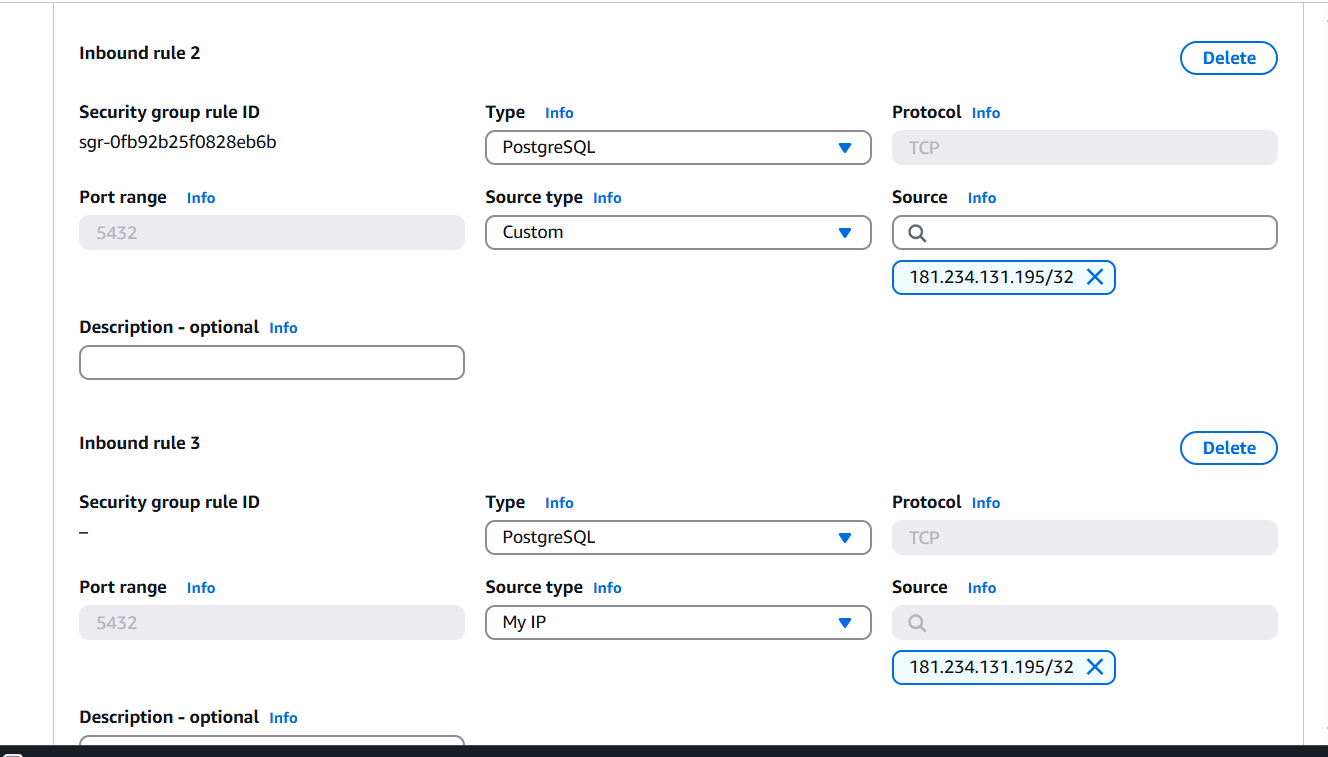 Inbound rule 2
Delete
Security group rule ID
Type Info
Protocol Info
sgr-0fb92b25f0828eb6b
PostgreSQL
TCP
Port range Info
Source type Info
Source Info
5432
Custom
181.234.131.195/32
Description - optional Info
Inbound rule 3
Delete
Security group rule ID
Type Info
Protocol Info
–
PostgreSQL
TCP
Port range Info
Source type Info
Source Info
5432
My IP
181.234.131.195/32
Description - optional Info